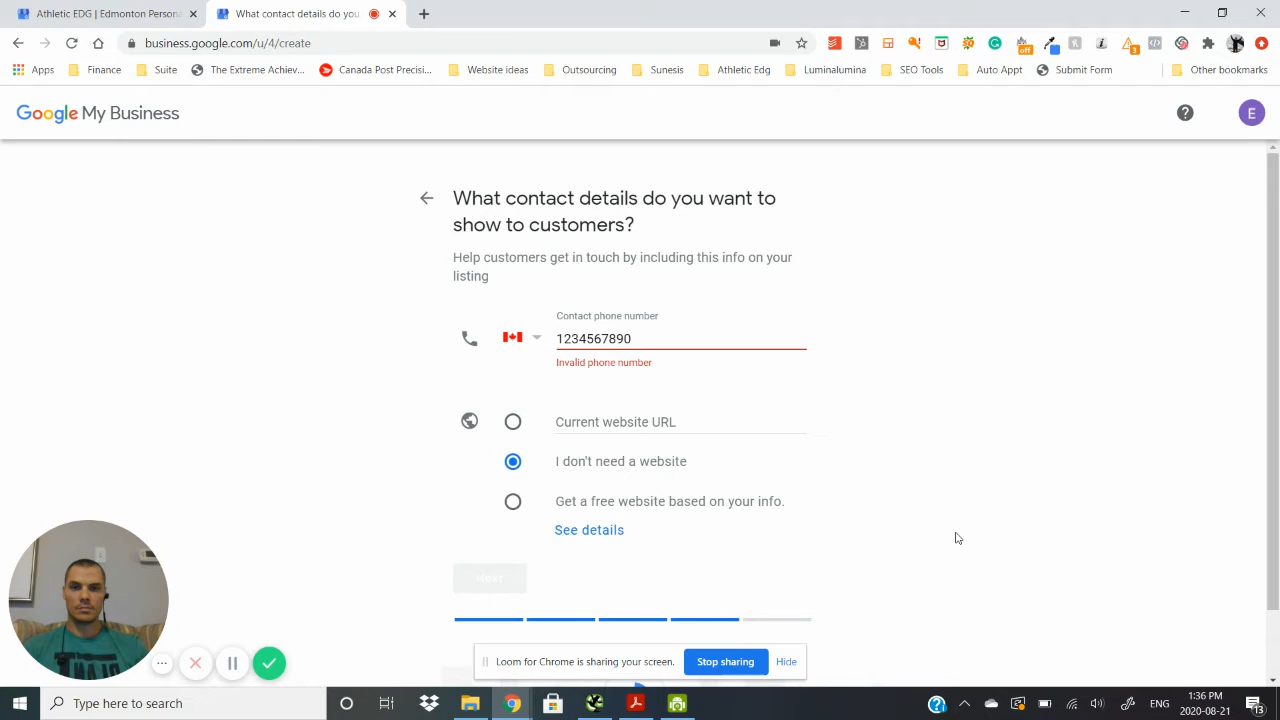 Athletic EDG | Edmonton Persona
What contact details do you
business.google.com/u/4/create
off
3
Apps
Finance
Suite
The Extreme Achiev...
Canada Post Precisi...
Website ideas
Outsourcing
Sunesis
Athletic Edg
Luminalumina
SEO Tools
Auto Appt
Submit Form
Other bookmarks
Google My Business
E
What contact details do you want to
show to customers?
Help customers get in touch by including this info on your
listing
Contact phone number
1234567890
Invalid phone number
Current website URL
I don't need a website
Get a free website based on your info.
See details
Next
Loom for Chrome is sharing your screen.
Stop sharing
Hide
Type here to search
ENG
1:36 PM
2020-08-21
13